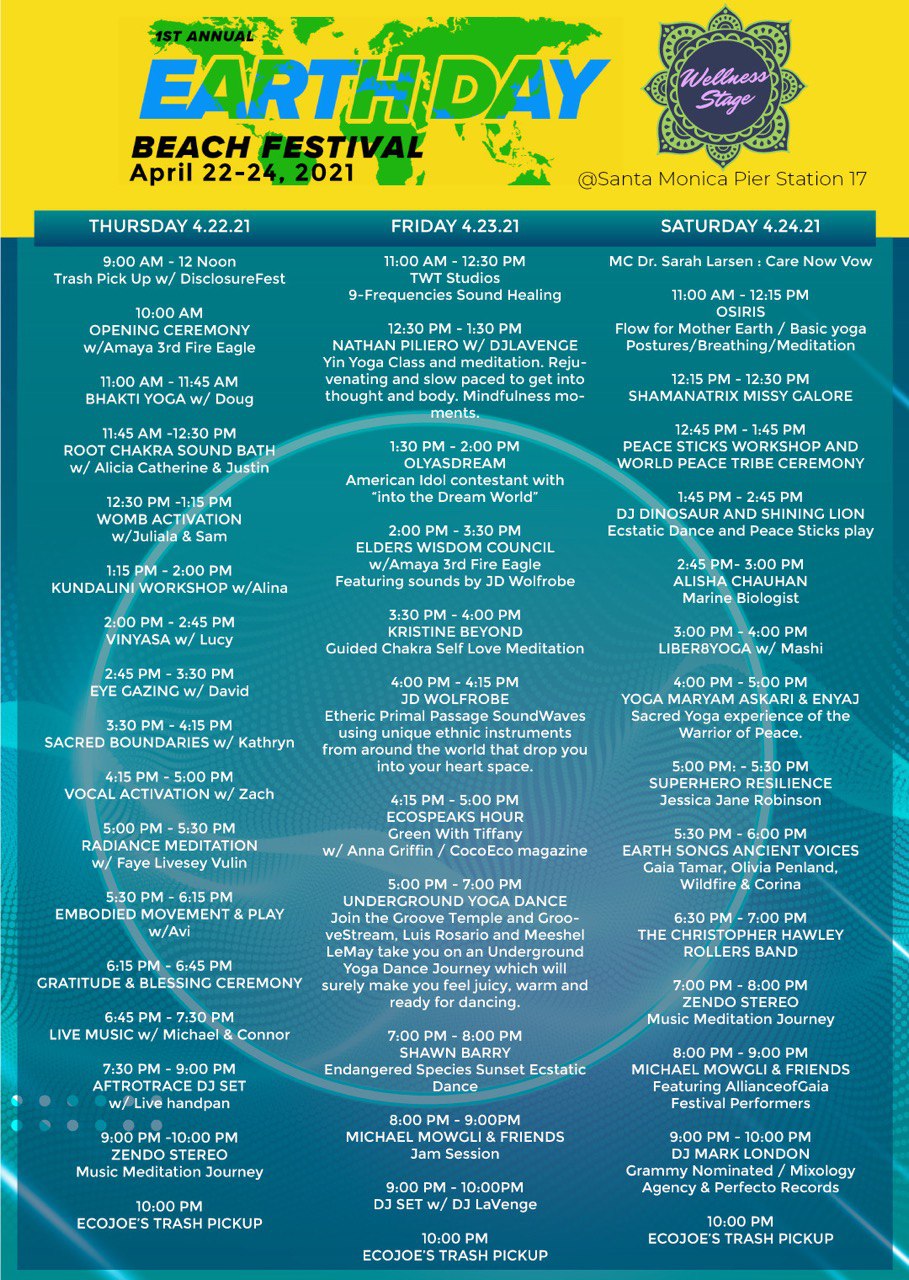 1ST ANNUAL
EARTH DAY
BEACH FESTIVAL
April 22-24, 2021
Wellness
Stage
@Santa Monica Pier Station 17
THURSDAY 4.22.21
9:00 AM - 12 Noon
Trash Pick Up w/ DisclosureFest
10:00 AM
OPENING CEREMONY
w/Amaya 3rd Fire Eagle
11:00 AM - 11:45 AM
BHAKTI YOGA w/ Doug
11:45 AM -12:30 PM
ROOT CHAKRA SOUND BATH
w/ Alicia Catherine & Justin
12:30 PM -1:15 PM
WOMB ACTIVATION
w/Juliala & Sam
1:15 PM - 2:00 PM
KUNDALINI WORKSHOP w/Alina
2:00 PM - 2:45 PM
VINYASA w/ Lucy
2:45 PM - 3:30 PM
EYE GAZING w/ David
3:30 PM - 4:15 PM
SACRED BOUNDARIES w/ Kathryn
4:15 PM - 5:00 PM
VOCAL ACTIVATION w/ Zach
5:00 PM - 5:30 PM
RADIANCE MEDITATION
w/ Faye Livesey Vulin
5:30 PM - 6:15 PM
EMBODIED MOVEMENT & PLAY
w/Avi
6:15 PM - 6:45 PM
GRATITUDE & BLESSING CEREMONY
6:45 PM - 7:30 PM
LIVE MUSIC w/ Michael & Connor
7:30 PM - 9:00 PM
AFTROTRACE DJ SET
w/ Live handpan
9:00 PM -10:00 PM
ZENDO STEREO
Music Meditation Journey
10:00 PM
ECOJOE'S TRASH PICKUP
FRIDAY 4.23.21
11:00 AM - 12:30 PM
TWT Studios
9-Frequencies Sound Healing
12:30 PM - 1:30 PM
NATHAN PILIERO W/ DJLAVENGE
Yin Yoga Class and meditation. Reju-
venating and slow paced to get into
thought and body. Mindfulness mo-
ments.
1:30 PM - 2:00 PM
OLYASDREAM
American Idol contestant with
“into the Dream World”
2:00 PM - 3:30 PM
ELDERS WISDOM COUNCIL
w/Amaya 3rd Fire Eagle
Featuring sounds by JD Wolfrobe
3:30 PM - 4:00 PM
KRISTINE BEYOND
Guided Chakra Self Love Meditation
4:00 PM - 4:15 PM
JD WOLFROBE
Etheric Primal Passage SoundWaves
using unique ethnic instruments
from around the world that drop you
into your heart space.
4:15 PM - 5:00 PM
ECOSPEAKS HOUR
Green With Tiffany
w/ Anna Griffin / CocoEco magazine
5:00 PM - 7:00 PM
UNDERGROUND YOGA DANCE
Join the Groove Temple and Groo-
veStream, Luis Rosario and Meeshel
LeMay take you on an Underground
Yoga Dance Journey which will
surely make you feel juicy, warm and
ready for dancing.
7:00 PM - 8:00 PM
SHAWN BARRY
Endangered Species Sunset Ecstatic
Dance
8:00 PM - 9:00PM
MICHAEL MOWGLI & FRIENDS
Jam Session
9:00 PM - 10:00PM
DJ SET w/ DJ LaVenge
10:00 PM
ECOJOE'S TRASH PICKUP
SATURDAY 4.24.21
MC Dr. Sarah Larsen : Care Now Vow
11:00 AM - 12:15 PM
OSIRIS
Flow for Mother Earth / Basic yoga
Postures/Breathing/Meditation
12:15 PM - 12:30 PM
SHAMANATRIX MISSY GALORE
12:45 PM - 1:45 PM
PEACE STICKS WORKSHOP AND
WORLD PEACE TRIBE CEREMONY
1:45 PM - 2:45 PM
DJ DINOSAUR AND SHINING LION
Ecstatic Dance and Peace Sticks play
2:45 PM- 3:00 PM
ALISHA CHAUHAN
Marine Biologist
3:00 PM - 4:00 PM
LIBER8YOGA w/ Mashi
4:00 PM - 5:00 PM
YOGA MARYAM ASKARI & ENYAJ
Sacred Yoga experience of the
Warrior of Peace.
5:00 PM: - 5:30 PM
SUPERHERO RESILIENCE
Jessica Jane Robinson
5:30 PM - 6:00 PM
EARTH SONGS ANCIENT VOICES
Gaia Tamar, Olivia Penland,
Wildfire & Corina
6:30 PM - 7:00 PM
THE CHRISTOPHER HAWLEY
ROLLERS BAND
7:00 PM - 8:00 PM
ZENDO STEREO
Music Meditation Journey
8:00 PM - 9:00 PM
MICHAEL MOWGLI & FRIENDS
Featuring AllianceofGaia
Festival Performers
9:00 PM - 10:00 PM
DJ MARK LONDON
Grammy Nominated / Mixology
Agency & Perfecto Records
10:00 PM
ECOJOE'S TRASH PICKUP